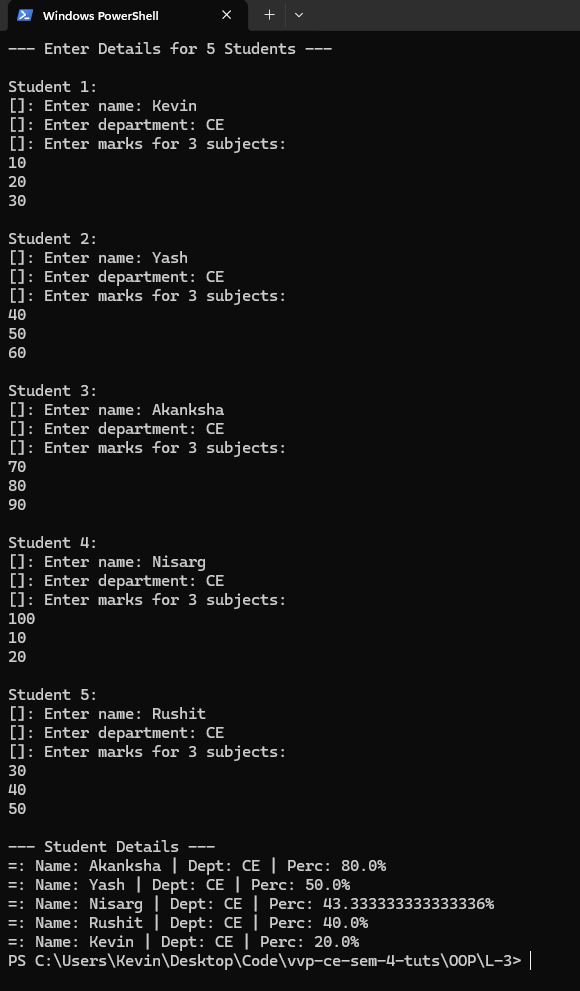 Windows PowerShell
--- Enter Details for 5 Students ---
Student 1:
[]: Enter name: Kevin
[]: Enter department: CE
[]: Enter marks for 3 subjects:
10
20
30
Student 2:
[]: Enter name: Yash
[]: Enter department: CE
[]: Enter marks for 3 subjects:
40
50
60
Student 3:
[]: Enter name: Akanksha
[]: Enter department: CE
[]: Enter marks for 3 subjects:
70
80
90
Student 4:
[]: Enter name: Nisarg
[]: Enter department: CE
[]: Enter marks for 3 subjects:
100
10
20
Student 5:
[]: Enter name: Rushit
[]: Enter department: CE
[]: Enter marks for 3 subjects:
30
40
50
--- Student Details ---
=: Name: Akanksha | Dept: CE | Perc: 80.0%
=: Name: Yash | Dept: CE | Perc: 50.0%
=: Name: Nisarg | Dept: CE | Perc: 43.333333333333336%
=: Name: Rushit | Dept: CE | Perc: 40.0%
=: Name: Kevin | Dept: CE | Perc: 20.0%
PS C:\Users\Kevin\Desktop\Code\vvp-ce-sem-4-tuts\OOP\L-3>